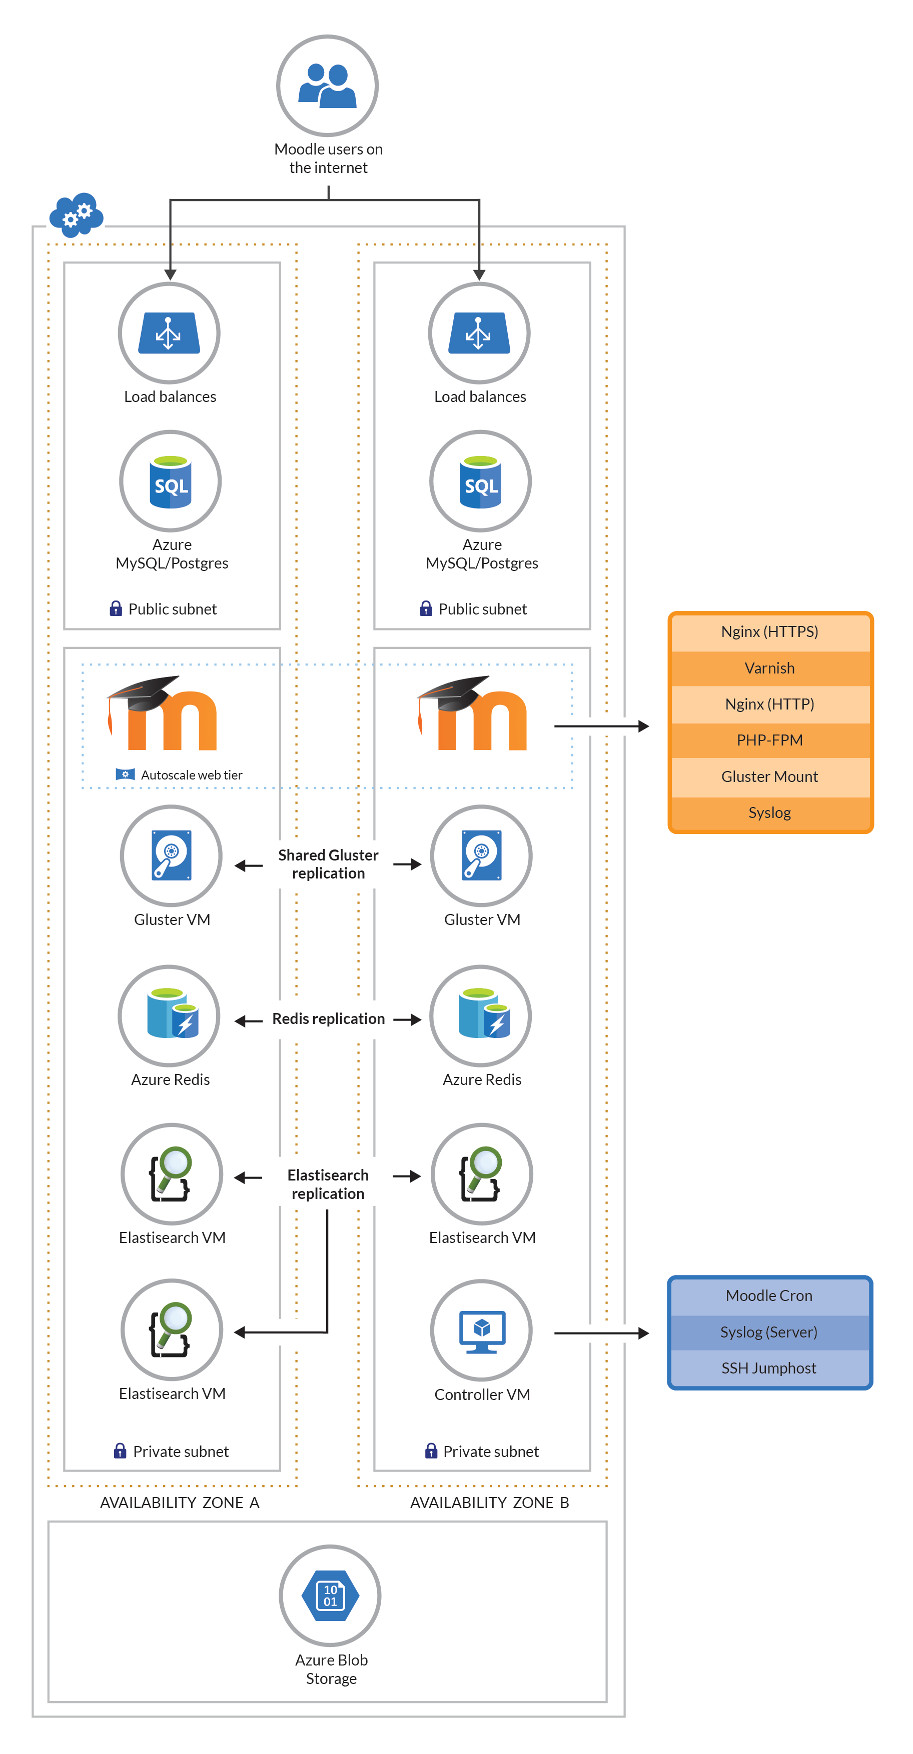 Moodle users on
the internet
Load balances
Load balances
SQL
SQL
Azure
MySQL/Postgres
Azure
MySQL/Postgres
Public subnet
Public subnet
m
m
Autoscale web tier
Nginx (HTTPS)
Varnish
Nginx (HTTP)
PHP-FPM
Gluster Mount
Syslog
Shared Gluster
replication
Gluster VM
Gluster VM
Redis replication
Azure Redis
Azure Redis
Elastisearch
replication
Elastisearch VM
Elastisearch VM
Elastisearch VM
Controller VM
Moodle Cron
Syslog (Server)
SSH Jumphost
Private subnet
Private subnet
AVAILABILITY ZONE A
AVAILABILITY ZONE B
10
01
Azure Blob
Storage